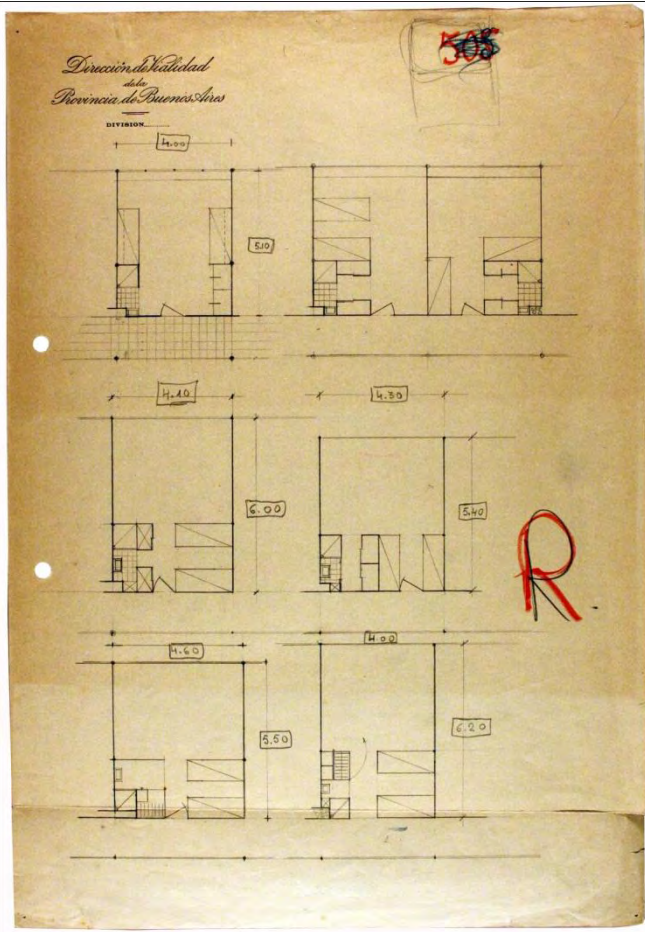 505
Dirección de Vialidad
de la
Provincia de Buenos Aires
DIVISION
4.00
5.10
4.10
4.30
6.00
5.40
R
4.60
4.00
5.50
6.20